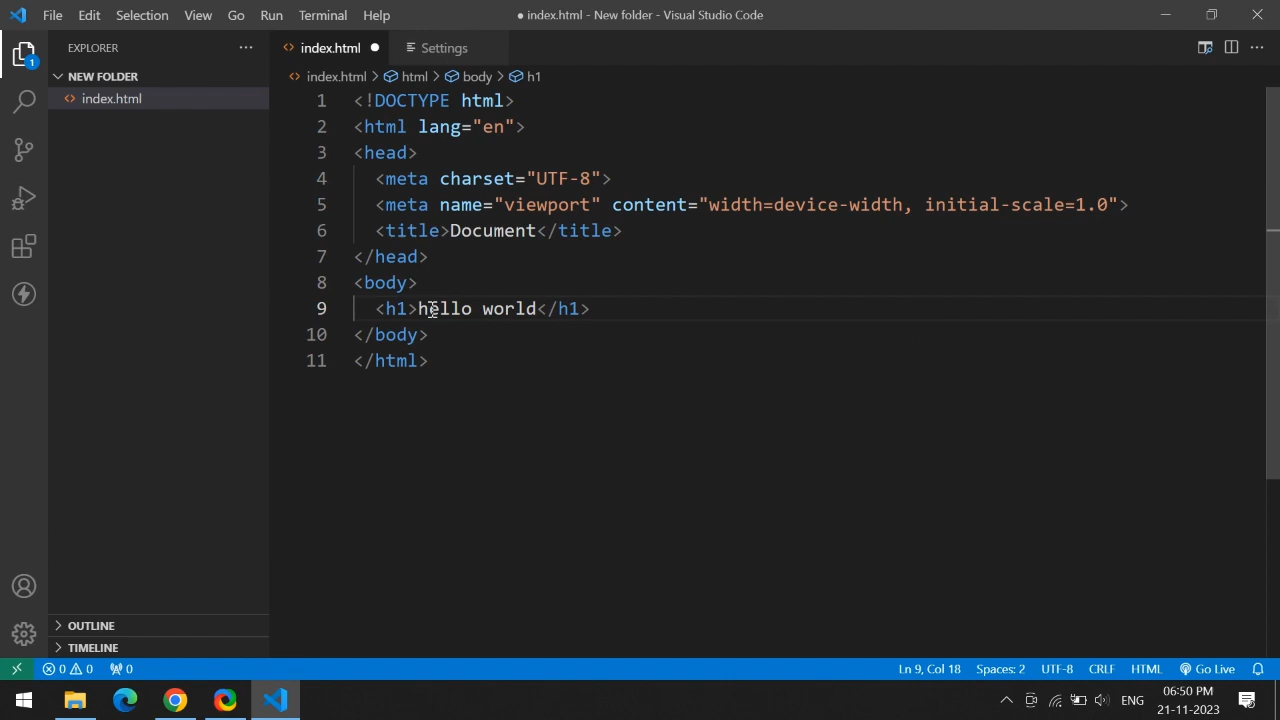 File Edit Selection View Go Run Terminal Help
● index.html - New folder - Visual Studio Code
EXPLORER
index.html
Settings
1
NEW FOLDER
index.html > html > body > h1
index.html
1 <!DOCTYPE html>
2 <html lang="en">
3 <head>
4 <meta charset="UTF-8">
5 <meta name="viewport" content="width=device-width, initial-scale=1.0">
6 <title>Document</title>
7 </head>
8 <body>
9 <h1>hello world</h1>
10 </body>
11 </html>
OUTLINE
TIMELINE
0 0 0 Ln 9, Col 18 Spaces: 2 UTF-8 CRLF HTML Go Live
ENG
06:50 PM
21-11-2023